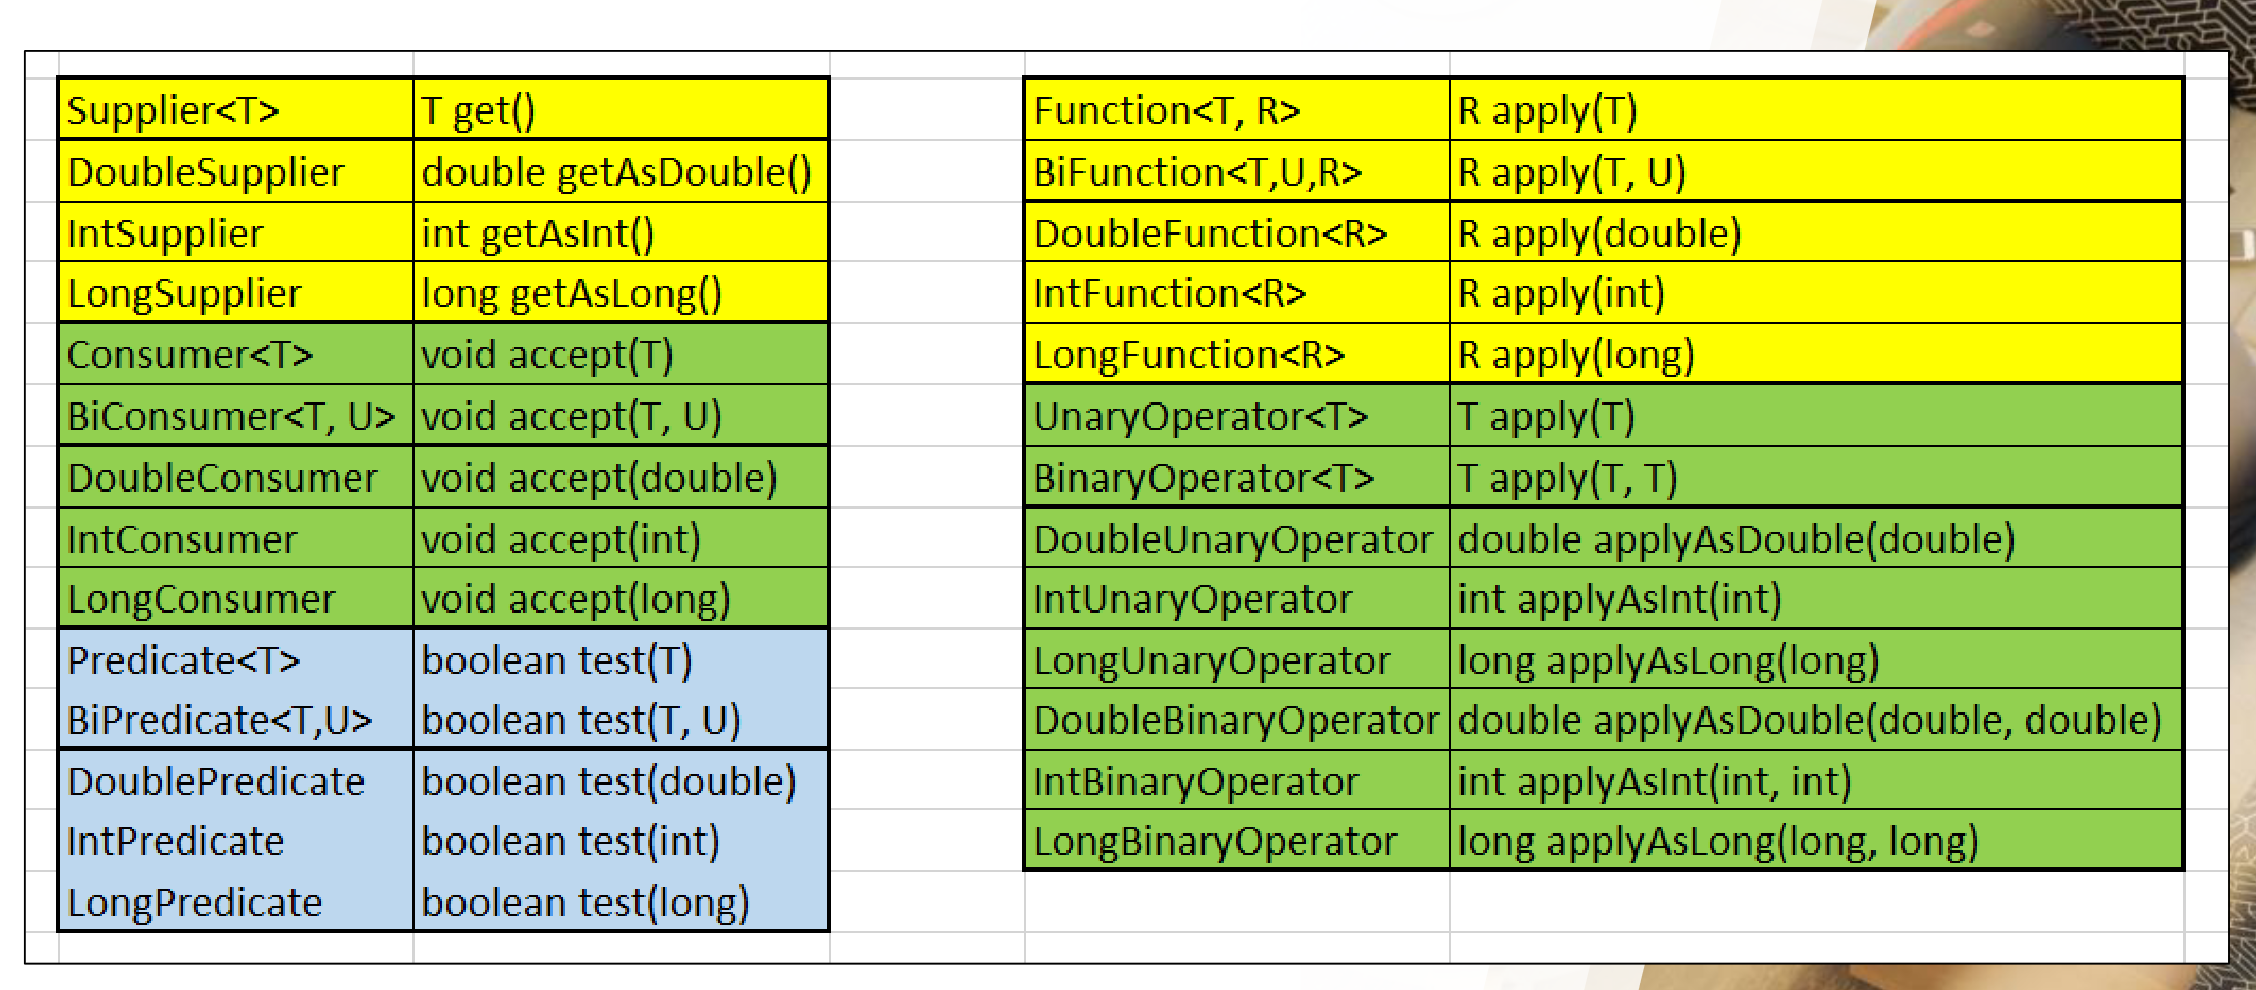 Supplier<T> T get()
DoubleSupplier double getAsDouble()
IntSupplier int getAsInt()
LongSupplier long getAsLong()
Consumer<T> void accept(T)
BiConsumer<T, U> void accept(T, U)
DoubleConsumer void accept(double)
IntConsumer void accept(int)
LongConsumer void accept(long)
Predicate<T> boolean test(T)
BiPredicate<T,U> boolean test(T, U)
DoublePredicate boolean test(double)
IntPredicate boolean test(int)
LongPredicate boolean test(long)
Function<T, R> R apply(T)
BiFunction<T,U,R> R apply(T, U)
DoubleFunction<R> R apply(double)
IntFunction<R> R apply(int)
LongFunction<R> R apply(long)
UnaryOperator<T> T apply(T)
BinaryOperator<T> T apply(T, T)
DoubleUnaryOperator double applyAsDouble(double)
IntUnaryOperator int applyAsInt(int)
LongUnaryOperator long applyAsLong(long)
DoubleBinaryOperator double applyAsDouble(double, double)
IntBinaryOperator int applyAsInt(int, int)
LongBinaryOperator long applyAsLong(long, long)